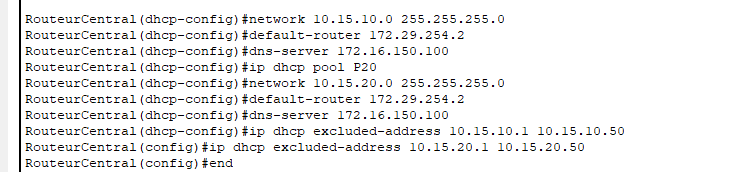 RouteurCentral(dhcp-config)#network 10.15.10.0 255.255.255.0
RouteurCentral(dhcp-config)#default-router 172.29.254.2
RouteurCentral(dhcp-config)#dns-server 172.16.150.100
RouteurCentral(dhcp-config)#ip dhcp pool P20
RouteurCentral(dhcp-config)#network 10.15.20.0 255.255.255.0
RouteurCentral(dhcp-config)#default-router 172.29.254.2
RouteurCentral(dhcp-config)#dns-server 172.16.150.100
RouteurCentral(dhcp-config)#ip dhcp excluded-address 10.15.10.1 10.15.10.50
RouteurCentral(config)#ip dhcp excluded-address 10.15.20.1 10.15.20.50
RouteurCentral(config)#end